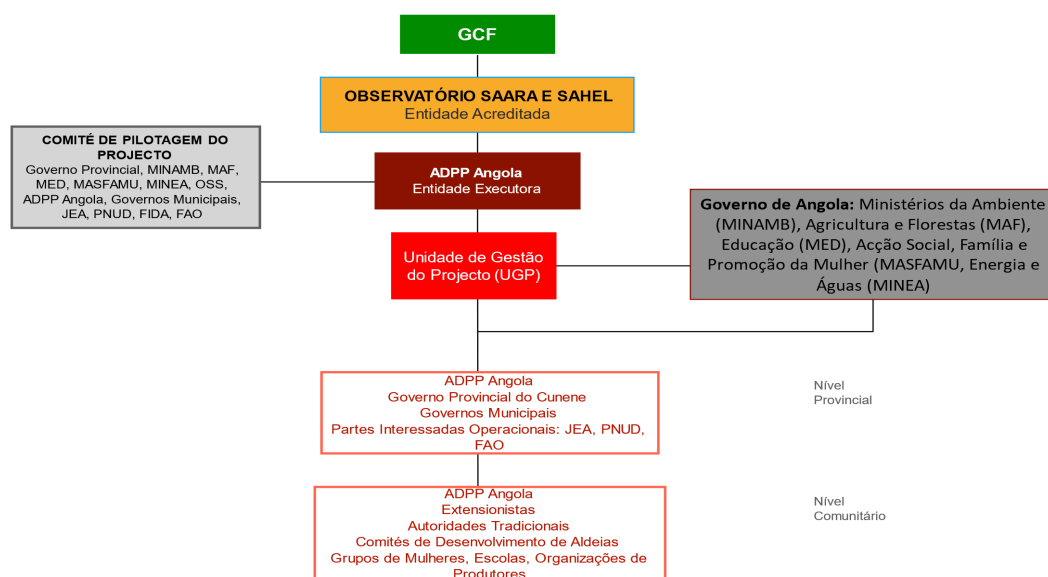 GCF
OBSERVATÓRIO SAARA E SAHEL
Entidade Acreditada
COMITÉ DE PILOTAGEM DO
PROJECTO
Governo Provincial, MINAMB, MAF,
MED, MASFAMU, MINEA, OSS,
ADPP Angola, Governos Municipais,
JEA, PNUD, FIDA, FAO
ADPP Angola
Entidade Executora
Governo de Angola: Ministérios da Ambiente
(MINAMB), Agricultura e Florestas (MAF),
Educação (MED), Acção Social, Família e
Promoção da Mulher (MASFAMU, Energia e
Águas (MINEA)
Unidade de Gestão
do Projecto (UGP)
ADPP Angola
Governo Provincial do Cunene
Governos Municipais
Partes Interessadas Operacionais: JEA, PNUD,
FAO
Nível
Provincial
ADPP Angola
Extensionistas
Autoridades Tradicionais
Comités de Desenvolvimento de Aldeias
Grupos de Mulheres, Escolas, Organizações de
Produtores
Nível
Comunitário